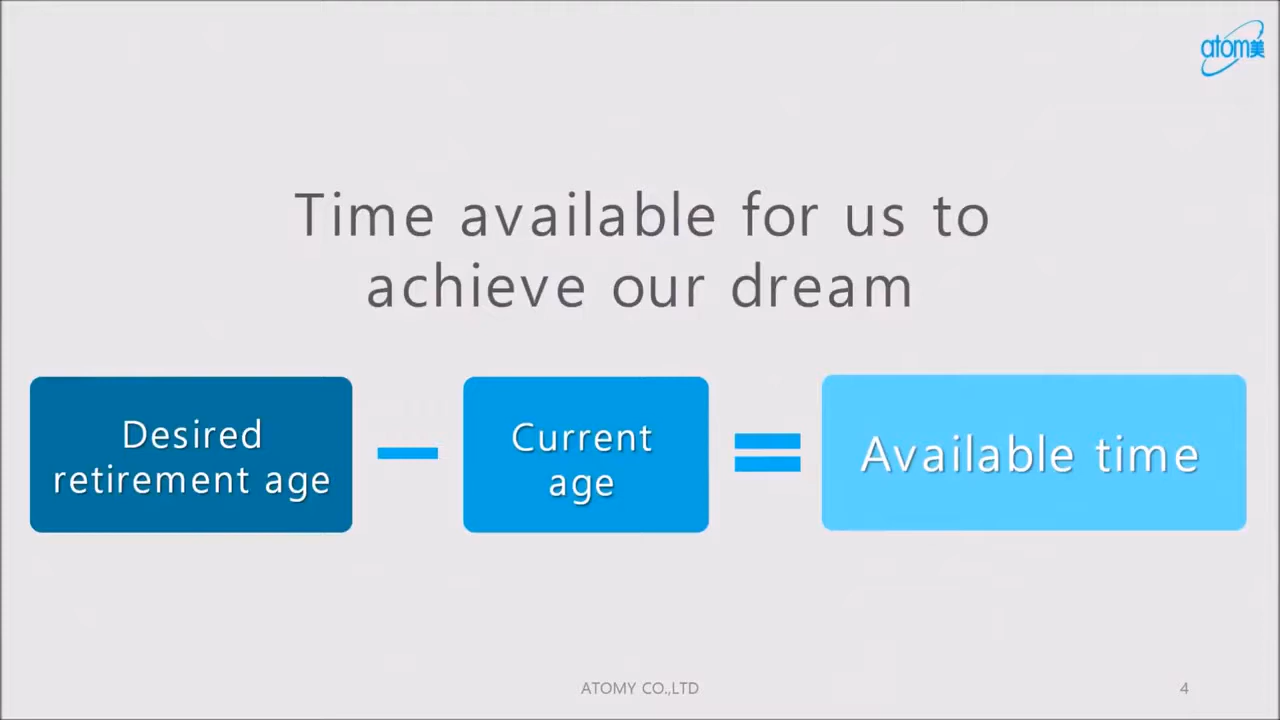 atom美
Time available for us to
achieve our dream
Desired
retirement age
Current
age
Available time
ATOMY CO.,LTD
4